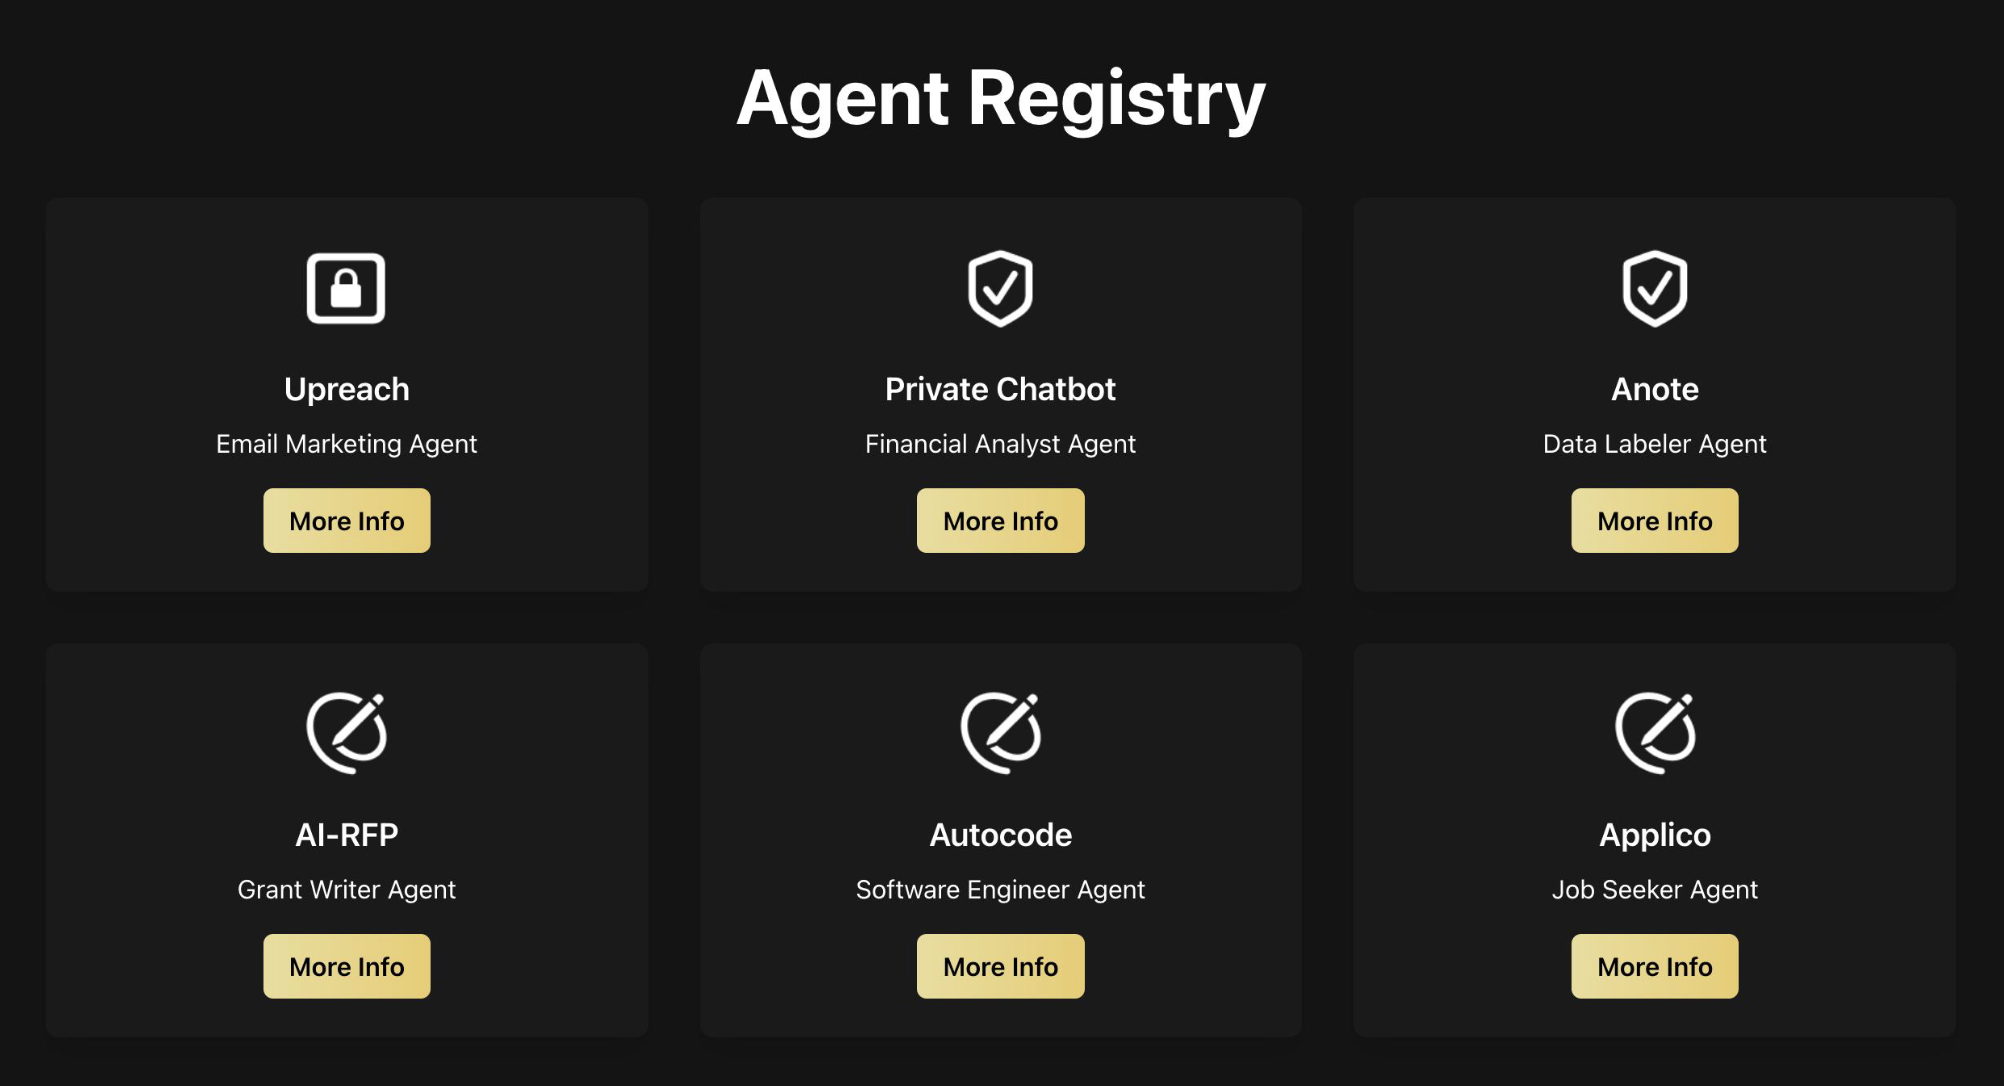 Agent Registry
Upreach
Email Marketing Agent
More Info
Private Chatbot
Financial Analyst Agent
More Info
Anote
Data Labeler Agent
More Info
AI-RFP
Grant Writer Agent
More Info
Autocode
Software Engineer Agent
More Info
Applico
Job Seeker Agent
More Info